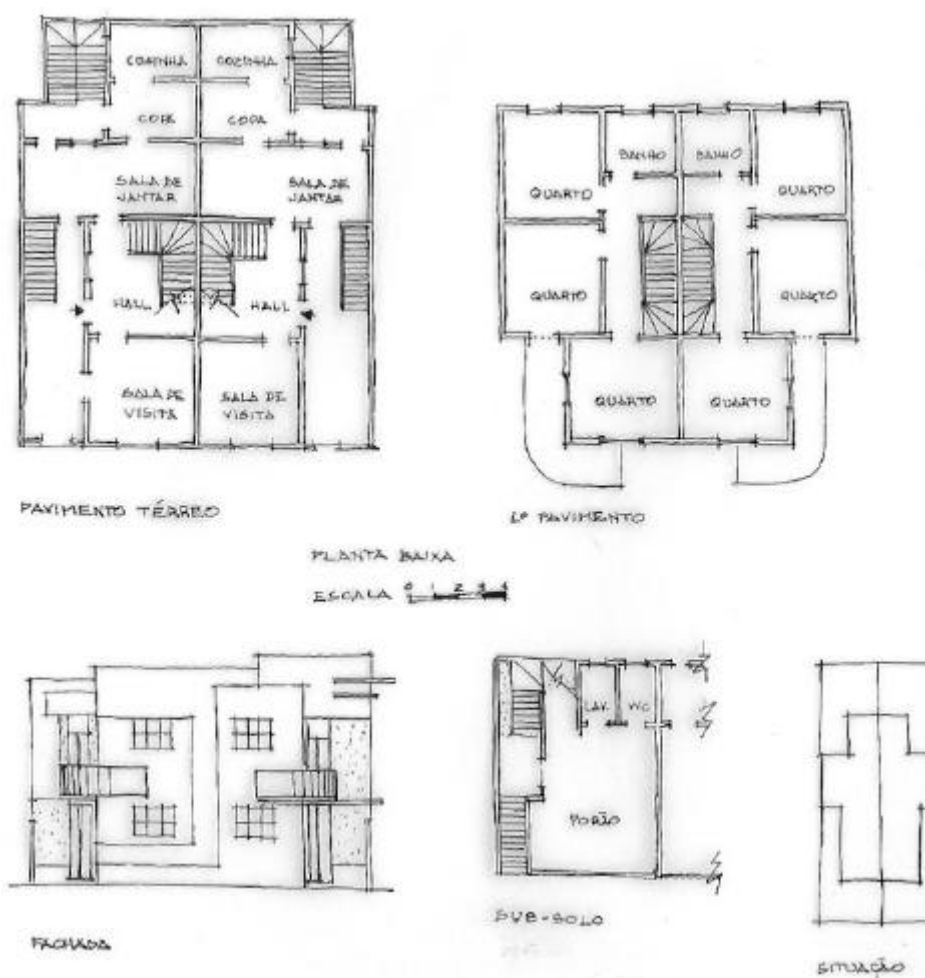 COZINHA
COZINHA
COPA
COPA
SALA DE
JANTAR
SALA DE
JANTAR
HALL
HALL
SALA DE
VISITA
SALA DE
VISITA
PAVIMENTO TÉRREO
BANHO
BANHO
QUARTO
QUARTO
QUARTO
QUARTO
QUARTO
QUARTO
1º PAVIMENTO
PLANTA BAIXA
ESCALA 0 1 2 3 4
FACHADA
LAV.
WC
PORÃO
SUB-SOLO
SITUAÇÃO